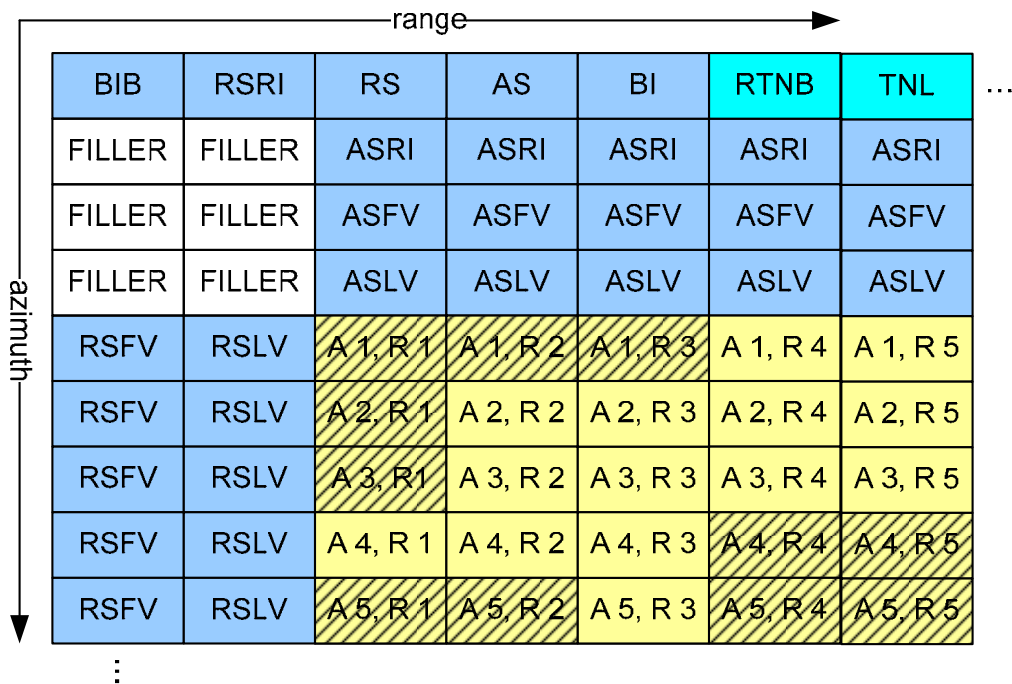 range
BIB RSRI RS AS BI RTNB TNL ...
FILLER FILLER ASRI ASRI ASRI ASRI ASRI
FILLER FILLER ASFV ASFV ASFV ASFV ASFV
FILLER FILLER ASLV ASLV ASLV ASLV ASLV
azimuth
RSFV RSLV A 1, R 1 A 1, R 2 A 1, R 3 A 1, R 4 A 1, R 5
RSFV RSLV A 2, R 1 A 2, R 2 A 2, R 3 A 2, R 4 A 2, R 5
RSFV RSLV A 3, R1 A 3, R 2 A 3, R 3 A 3, R 4 A 3, R 5
RSFV RSLV A 4, R 1 A 4, R 2 A 4, R 3 A 4, R 4 A 4, R 5
RSFV RSLV A 5, R 1 A 5, R 2 A 5, R 3 A 5, R 4 A 5, R 5
...